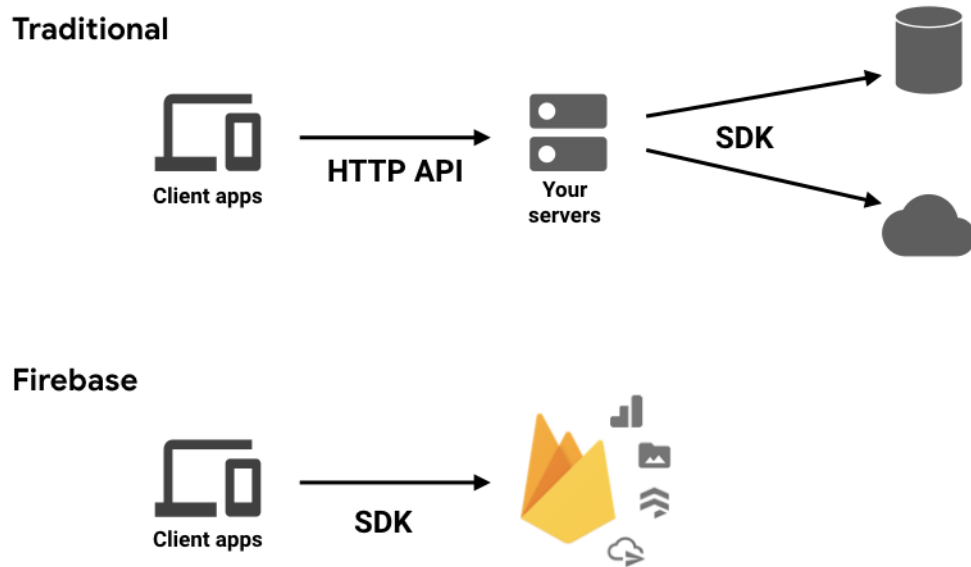 Traditional
Client apps
HTTP API
Your
servers
SDK
Firebase
Client apps
SDK